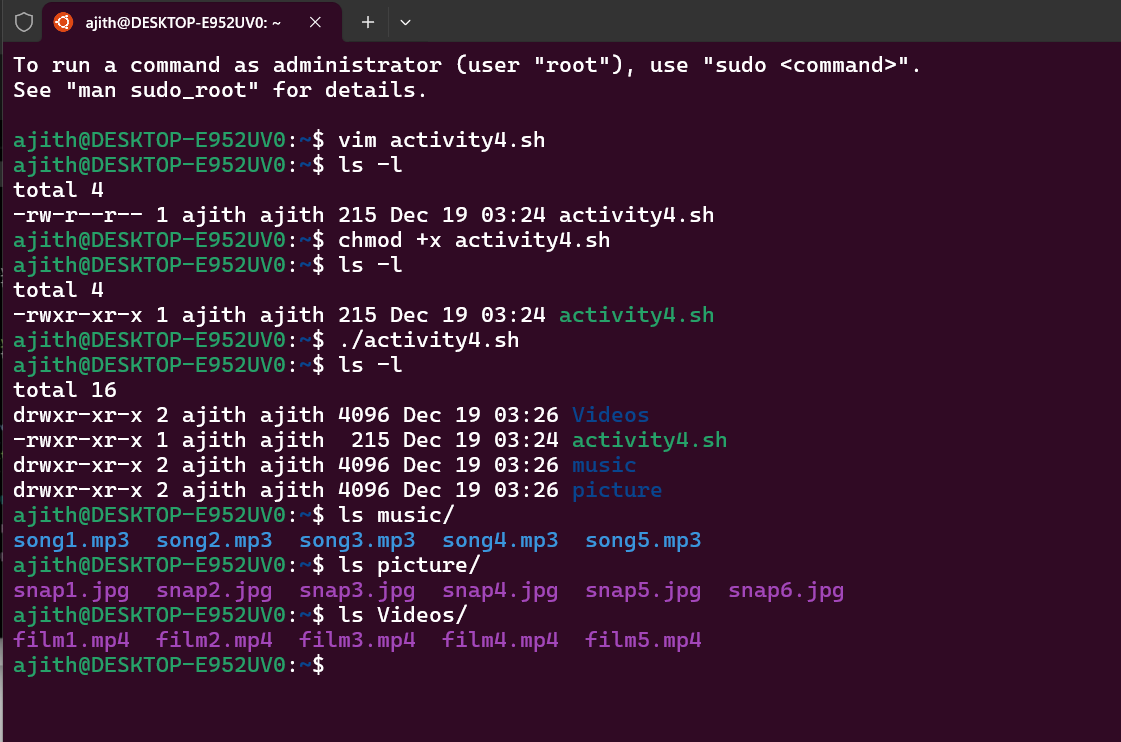 ajith@DESKTOP-E952UV0: ~
To run a command as administrator (user "root"), use "sudo <command>".
See "man sudo_root" for details.
ajith@DESKTOP-E952UV0:~$ vim activity4.sh
ajith@DESKTOP-E952UV0:~$ ls -l
total 4
-rw-r--r-- 1 ajith ajith 215 Dec 19 03:24 activity4.sh
ajith@DESKTOP-E952UV0:~$ chmod +x activity4.sh
ajith@DESKTOP-E952UV0:~$ ls -l
total 4
-rwxr-xr-x 1 ajith ajith 215 Dec 19 03:24 activity4.sh
ajith@DESKTOP-E952UV0:~$ ./activity4.sh
ajith@DESKTOP-E952UV0:~$ ls -l
total 16
drwxr-xr-x 2 ajith ajith 4096 Dec 19 03:26 Videos
-rwxr-xr-x 1 ajith ajith  215 Dec 19 03:24 activity4.sh
drwxr-xr-x 2 ajith ajith 4096 Dec 19 03:26 music
drwxr-xr-x 2 ajith ajith 4096 Dec 19 03:26 picture
ajith@DESKTOP-E952UV0:~$ ls music/
song1.mp3  song2.mp3  song3.mp3  song4.mp3  song5.mp3
ajith@DESKTOP-E952UV0:~$ ls picture/
snap1.jpg  snap2.jpg  snap3.jpg  snap4.jpg  snap5.jpg  snap6.jpg
ajith@DESKTOP-E952UV0:~$ ls Videos/
film1.mp4  film2.mp4  film3.mp4  film4.mp4  film5.mp4
ajith@DESKTOP-E952UV0:~$